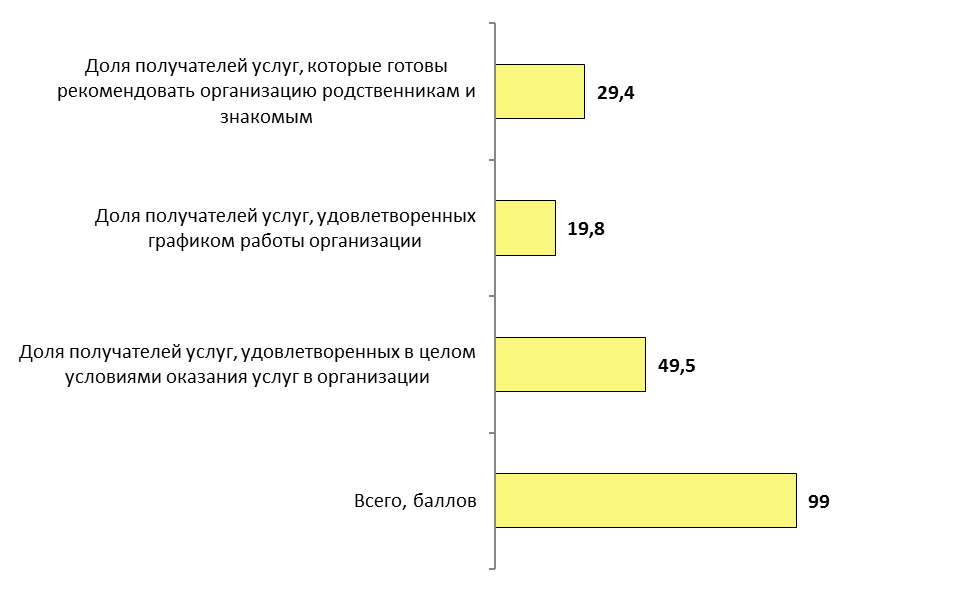 Доля получателей услуг, которые готовы
рекомендовать организацию родственникам и
знакомым
29,4
Доля получателей услуг, удовлетворенных
графиком работы организации
19,8
Доля получателей услуг, удовлетворенных в целом
условиями оказания услуг в организации
49,5
Всего, баллов
99